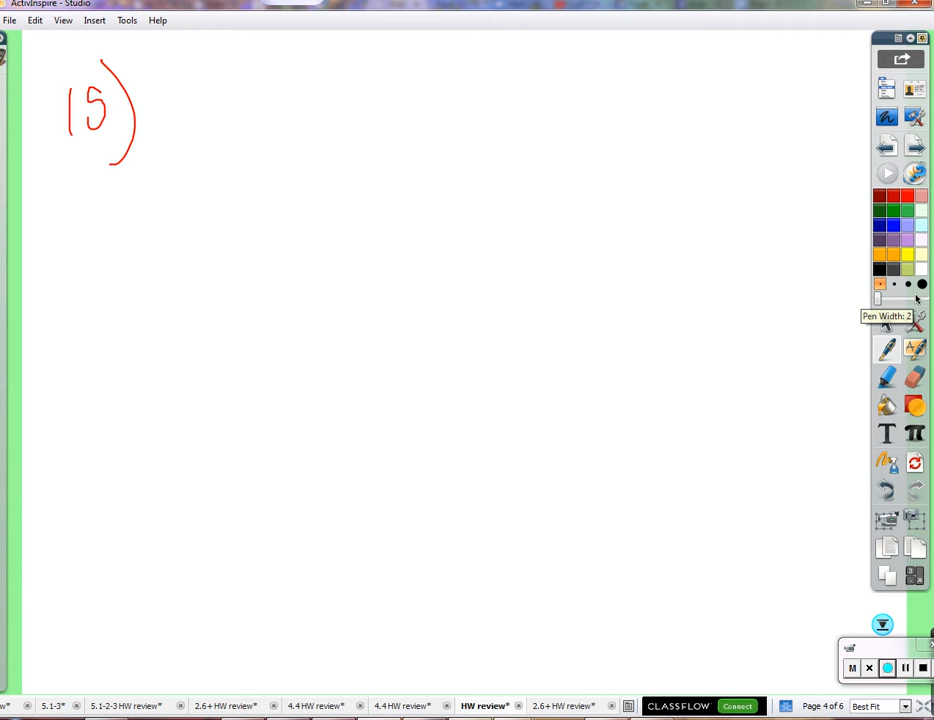 ActivInspire - Studio
File Edit View Insert Tools Help
15)
Pen Width: 2
M
5.1-3* 5.1-2-3 HW review* 2.6+ HW review* 4.4 HW review* 4.4 HW review* HW review* 2.6+ HW review* CLASSFLOW Connect Page 4 of 6 Best Fit